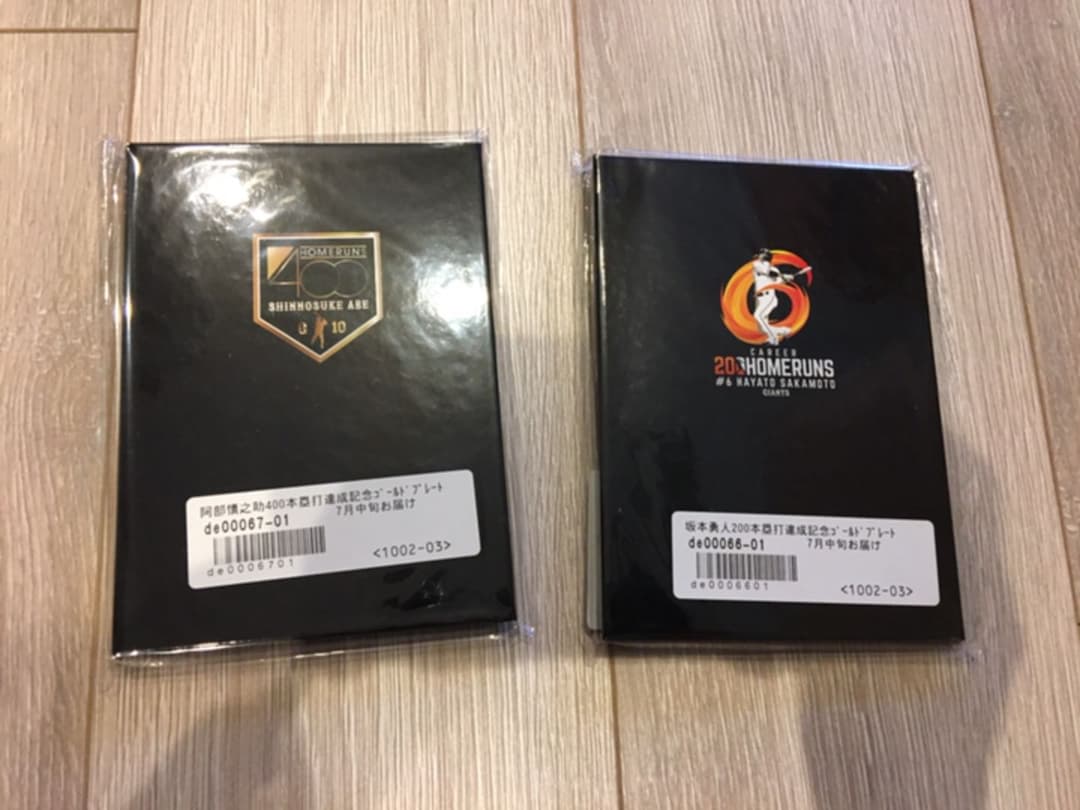 HOMERUNS
400
SHINNOSUKE ABE
10
阿部慎之助400本塁打達成記念ｺﾞｰﾙﾄﾞﾌﾟﾚｰﾄ
de00067-01 7月中旬お届け
de0006701
<1002-03>
CAREER
200HOMERUNS
#6 HAYATO SAKAMOTO
GIANTS
坂本勇人200本塁打達成記念ｺﾞｰﾙﾄﾞﾌﾟﾚｰﾄ
de00066-01 7月中旬お届け
de0006601
<1002-03>